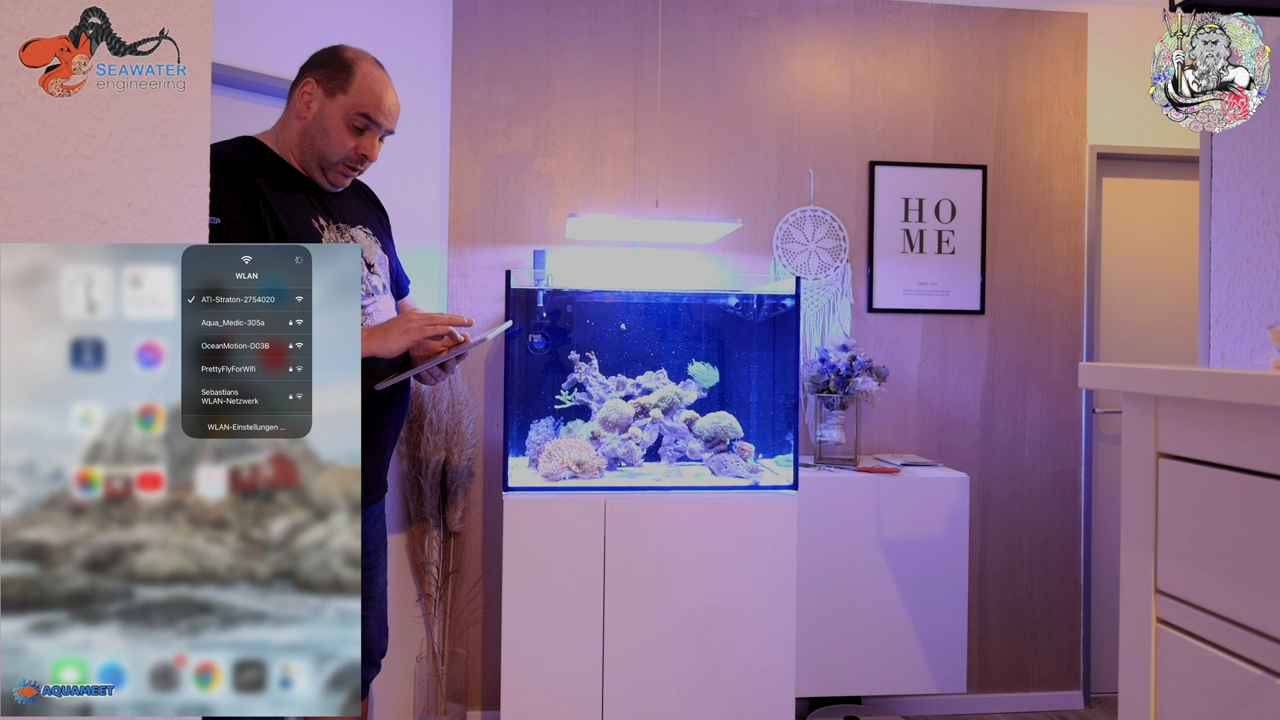 SEAWATER
engineering
HO
ME
WLAN
ATI-Straton-2754020
Aqua_Medic-305a
OceanMotion-D03B
PrettyFlyForWifi
Sebastians
WLAN-Netzwerk
WLAN-Einstellungen ...
AQUAMEET